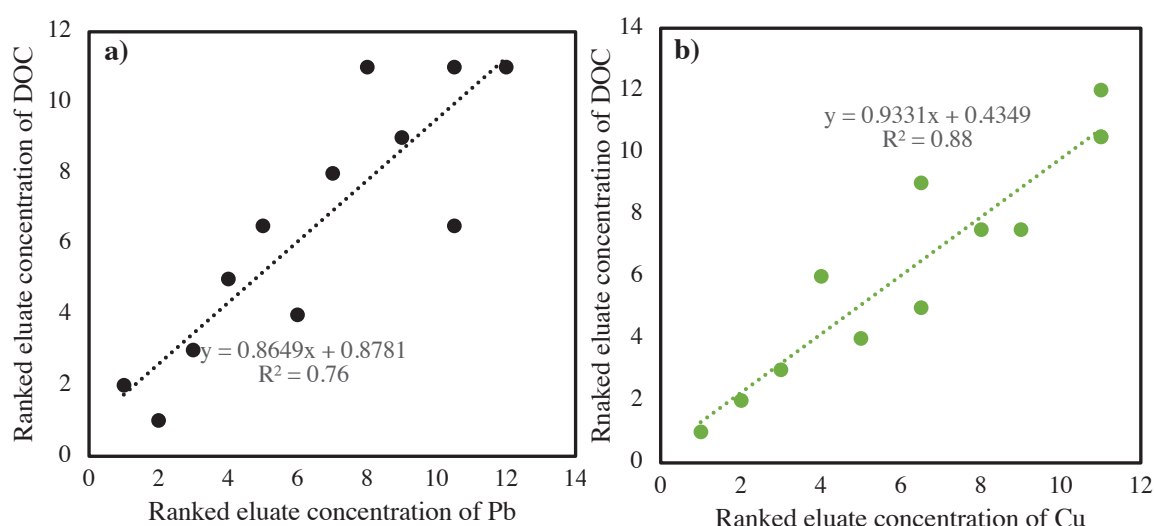 a)
Ranked eluate concentration of DOC
12
10
8
6
4
2
0
y = 0.8649x + 0.8781
R² = 0.76
0 2 4 6 8 10 12 14
Ranked eluate concentration of Pb
b)
Rnaked eluate concentratino of DOC
14
12
10
8
6
4
2
0
y = 0.9331x + 0.4349
R² = 0.88
0 2 4 6 8 10 12
Ranked eluate concentration of Cu